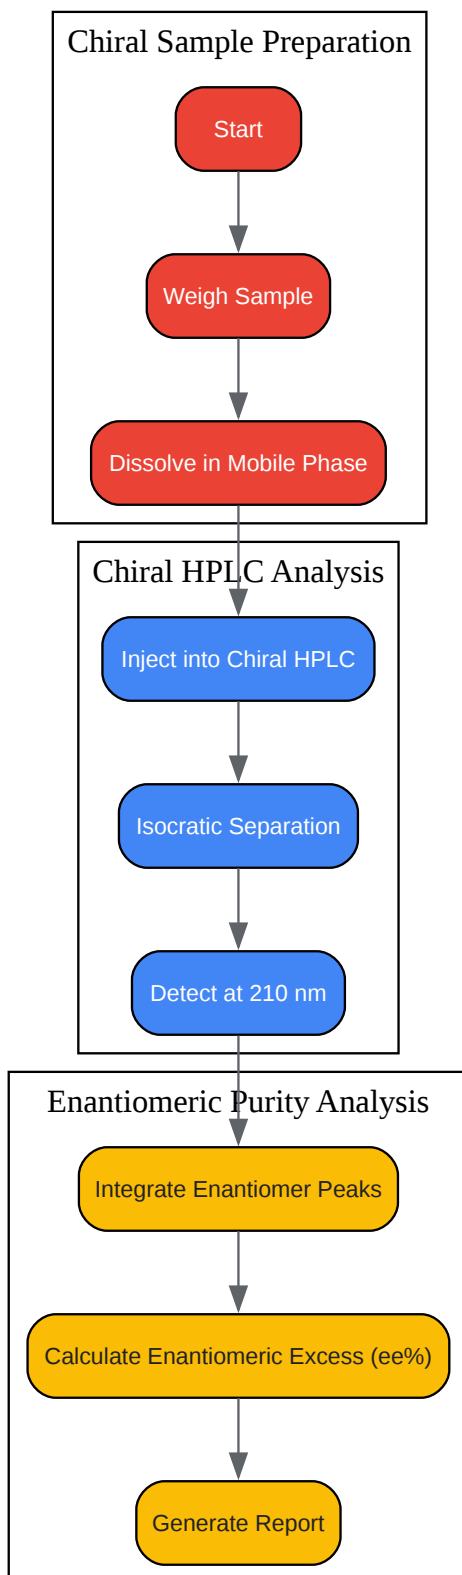 Chiral Sample Preparation
Start
Weigh Sample
Dissolve in Mobile Phase
Chiral HPLC Analysis
Inject into Chiral HPLC
Isocratic Separation
Detect at 210 nm
Enantiomeric Purity Analysis
Integrate Enantiomer Peaks
Calculate Enantiomeric Excess (ee%)
Generate Report